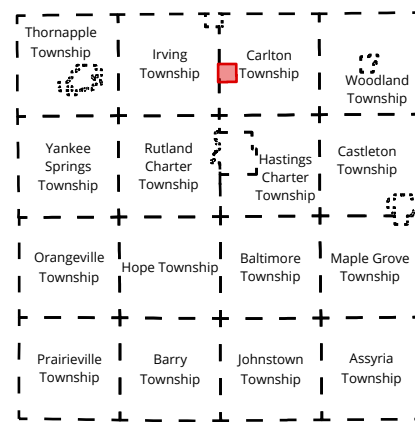 Thornapple
Township
Irving
Township
Carlton
Township
Woodland
Township
Yankee
Springs
Township
Rutland
Charter
Township
Hastings
Charter
Township
Castleton
Township
Orangeville
Township
Hope Township
Baltimore
Township
Maple Grove
Township
Prairieville
Township
Barry
Township
Johnstown
Township
Assyria
Township